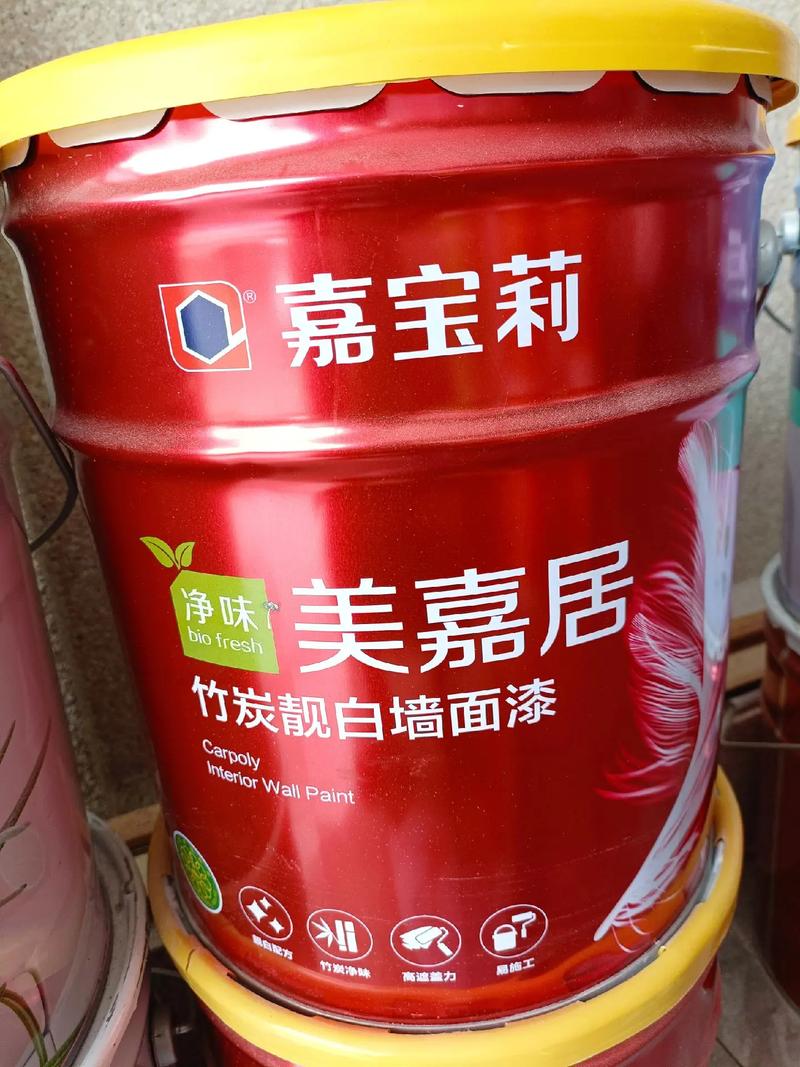 嘉宝莉®
净味
bio fresh
美嘉居
竹炭靓白墙面漆
Carpoly
Interior Wall Paint
竹炭净味
高遮盖力
易施工